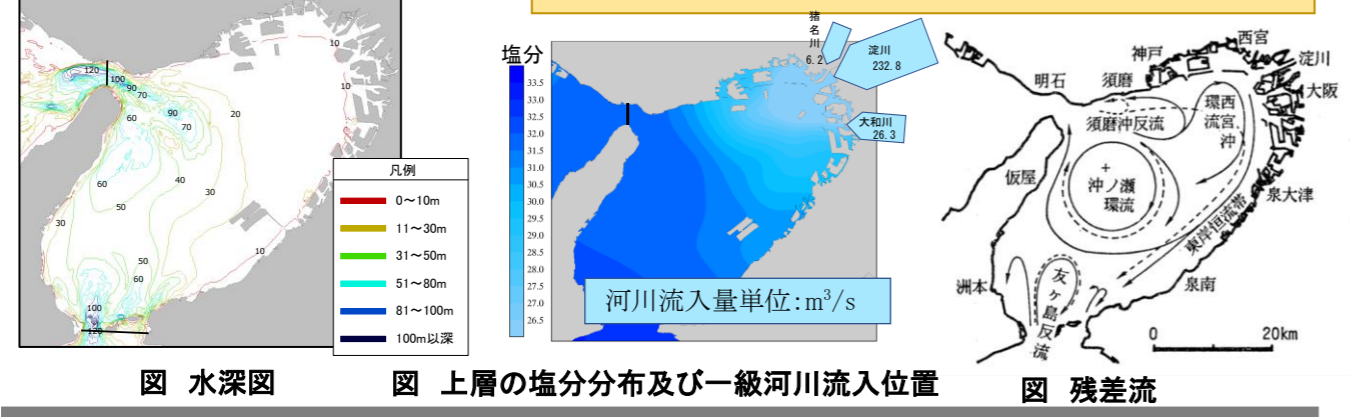 120
100
90
70
60
90
70
10
10
20
60
40
30
50
30
10
50
60
100
120
凡例
0～10m
11～30m
31～50m
51～80m
81～100m
100m以深
図 水深図
塩分
33.5
33.0
32.5
32.0
31.5
31.0
30.5
30.0
29.5
29.0
28.5
28.0
27.5
27.0
26.5
猪名川
6.2
淀川
232.8
大和川
26.3
河川流入量単位:m³/s
図 上層の塩分分布及び一級河川流入位置
西宮
神戸
淀川
明石
須磨
大阪
須磨沖反流
西宮沖環流
仮屋
沖ノ瀬環流
泉大津
東岸恒流帯
洲本
友ヶ島反流
泉南
0 20km
図 残差流